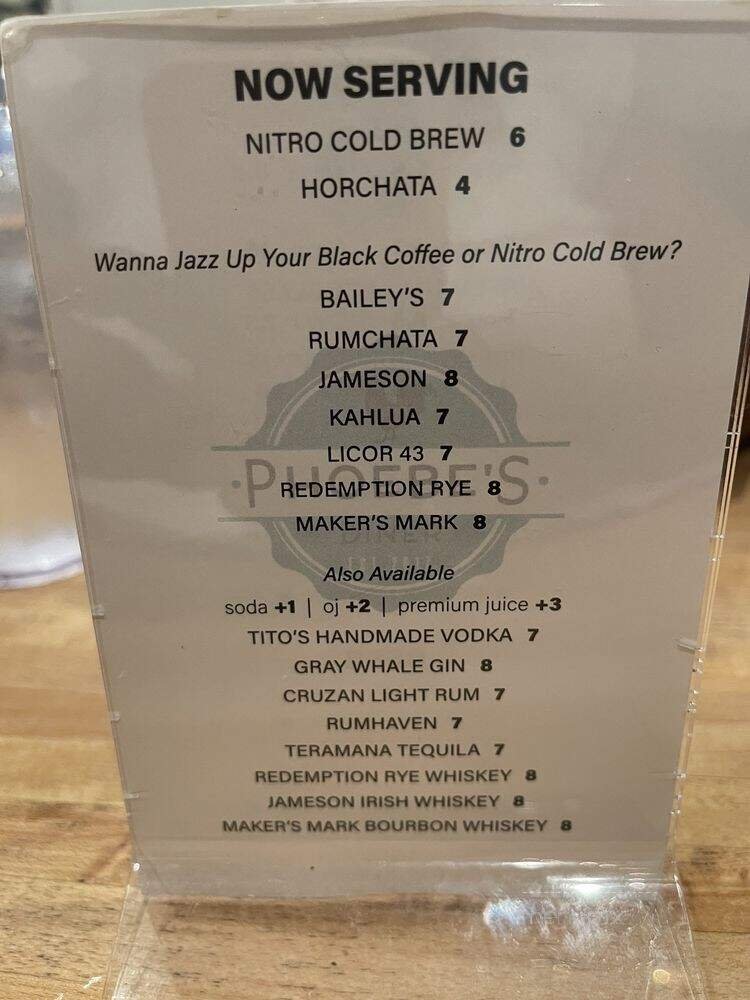 NOW SERVING
NITRO COLD BREW 6
HORCHATA 4
Wanna Jazz Up Your Black Coffee or Nitro Cold Brew?
BAILEY'S 7
RUMCHATA 7
JAMESON 8
KAHLUA 7
LICOR 43 7
PHOEBE'S
REDEMPTION RYE 8
MAKER'S MARK 8
DINER
Also Available
soda +1 | oj +2 | premium juice +3
TITO'S HANDMADE VODKA 7
GRAY WHALE GIN 8
CRUZAN LIGHT RUM 7
RUMHAVEN 7
TERAMANA TEQUILA 7
REDEMPTION RYE WHISKEY 8
JAMESON IRISH WHISKEY 8
MAKER'S MARK BOURBON WHISKEY 8